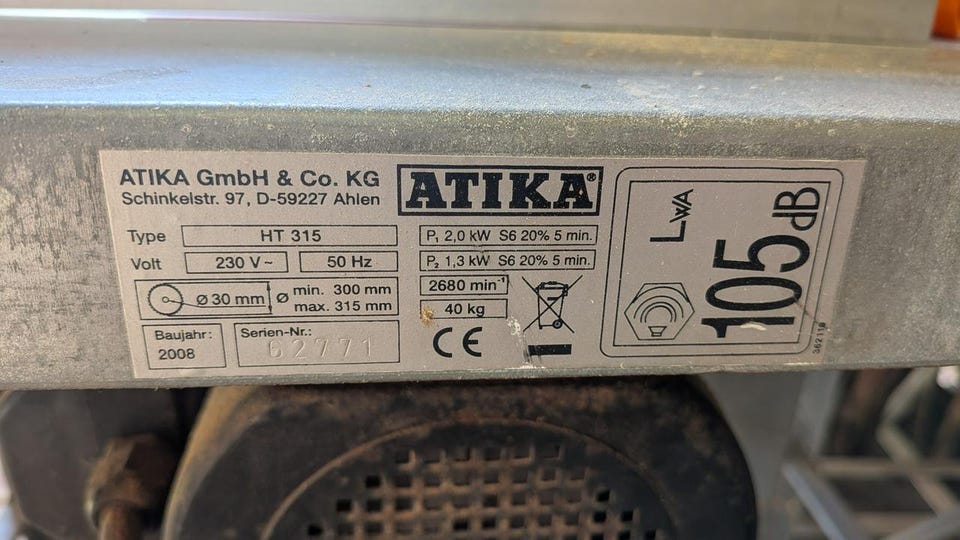 ATIKA GmbH & Co. KG
Schinkelstr. 97, D-59227 Ahlen
ATIKA®
Type HT 315
Volt 230 V~ 50 Hz
Ø 30 mm Ø min. 300 mm
max. 315 mm
Baujahr: 2008
Serien-Nr.: 62771
P₁ 2,0 kW S6 20% 5 min.
P₂ 1,3 kW S6 20% 5 min.
2680 min⁻¹
40 kg
CE
LWA
105 dB
362118